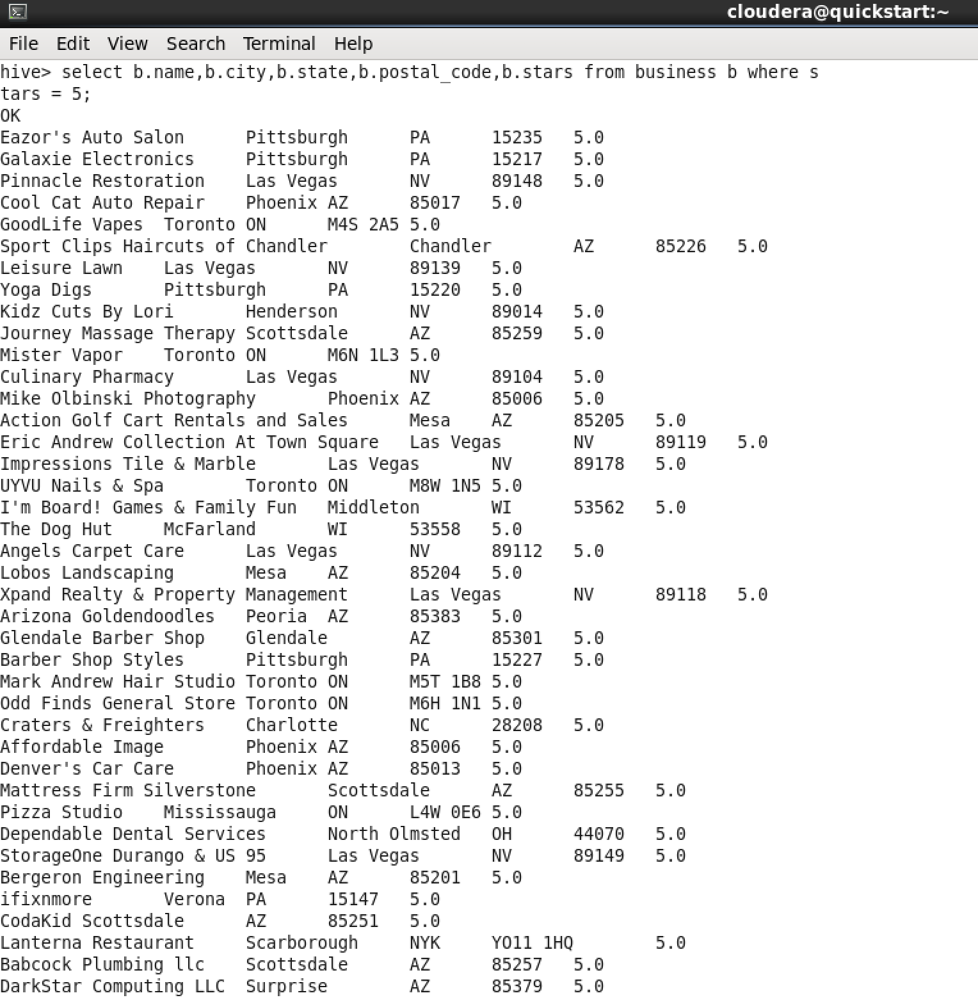 cloudera@quickstart:~
File Edit View Search Terminal Help
hive> select b.name,b.city,b.state,b.postal_code,b.stars from business b where s
tars = 5;
OK
Eazor's Auto Salon Pittsburgh PA 15235 5.0
Galaxie Electronics Pittsburgh PA 15217 5.0
Pinnacle Restoration Las Vegas NV 89148 5.0
Cool Cat Auto Repair Phoenix AZ 85017 5.0
GoodLife Vapes Toronto ON M4S 2A5 5.0
Sport Clips Haircuts of Chandler Chandler AZ 85226 5.0
Leisure Lawn Las Vegas NV 89139 5.0
Yoga Digs Pittsburgh PA 15220 5.0
Kidz Cuts By Lori Henderson NV 89014 5.0
Journey Massage Therapy Scottsdale AZ 85259 5.0
Mister Vapor Toronto ON M6N 1L3 5.0
Culinary Pharmacy Las Vegas NV 89104 5.0
Mike Olbinski Photography Phoenix AZ 85006 5.0
Action Golf Cart Rentals and Sales Mesa AZ 85205 5.0
Eric Andrew Collection At Town Square Las Vegas NV 89119 5.0
Impressions Tile & Marble Las Vegas NV 89178 5.0
UYVU Nails & Spa Toronto ON M8W 1N5 5.0
I'm Board! Games & Family Fun Middleton WI 53562 5.0
The Dog Hut McFarland WI 53558 5.0
Angels Carpet Care Las Vegas NV 89112 5.0
Lobos Landscaping Mesa AZ 85204 5.0
Xpand Realty & Property Management Las Vegas NV 89118 5.0
Arizona Goldendoodles Peoria AZ 85383 5.0
Glendale Barber Shop Glendale AZ 85301 5.0
Barber Shop Styles Pittsburgh PA 15227 5.0
Mark Andrew Hair Studio Toronto ON M5T 1B8 5.0
Odd Finds General Store Toronto ON M6H 1N1 5.0
Craters & Freighters Charlotte NC 28208 5.0
Affordable Image Phoenix AZ 85006 5.0
Denver's Car Care Phoenix AZ 85013 5.0
Mattress Firm Silverstone Scottsdale AZ 85255 5.0
Pizza Studio Mississauga ON L4W 0E6 5.0
Dependable Dental Services North Olmsted OH 44070 5.0
StorageOne Durango & US 95 Las Vegas NV 89149 5.0
Bergeron Engineering Mesa AZ 85201 5.0
ifixnmore Verona PA 15147 5.0
CodaKid Scottsdale AZ 85251 5.0
Lanterna Restaurant Scarborough NYK YO11 1HQ 5.0
Babcock Plumbing llc Scottsdale AZ 85257 5.0
DarkStar Computing LLC Surprise AZ 85379 5.0